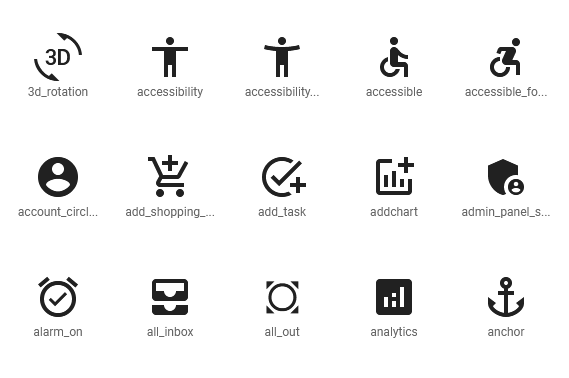 3D
3d_rotation accessibility accessibility... accessible accessible_fo...
account_circl... add_shopping_... add_task addchart admin_panel_s...
alarm_on all_inbox all_out analytics anchor